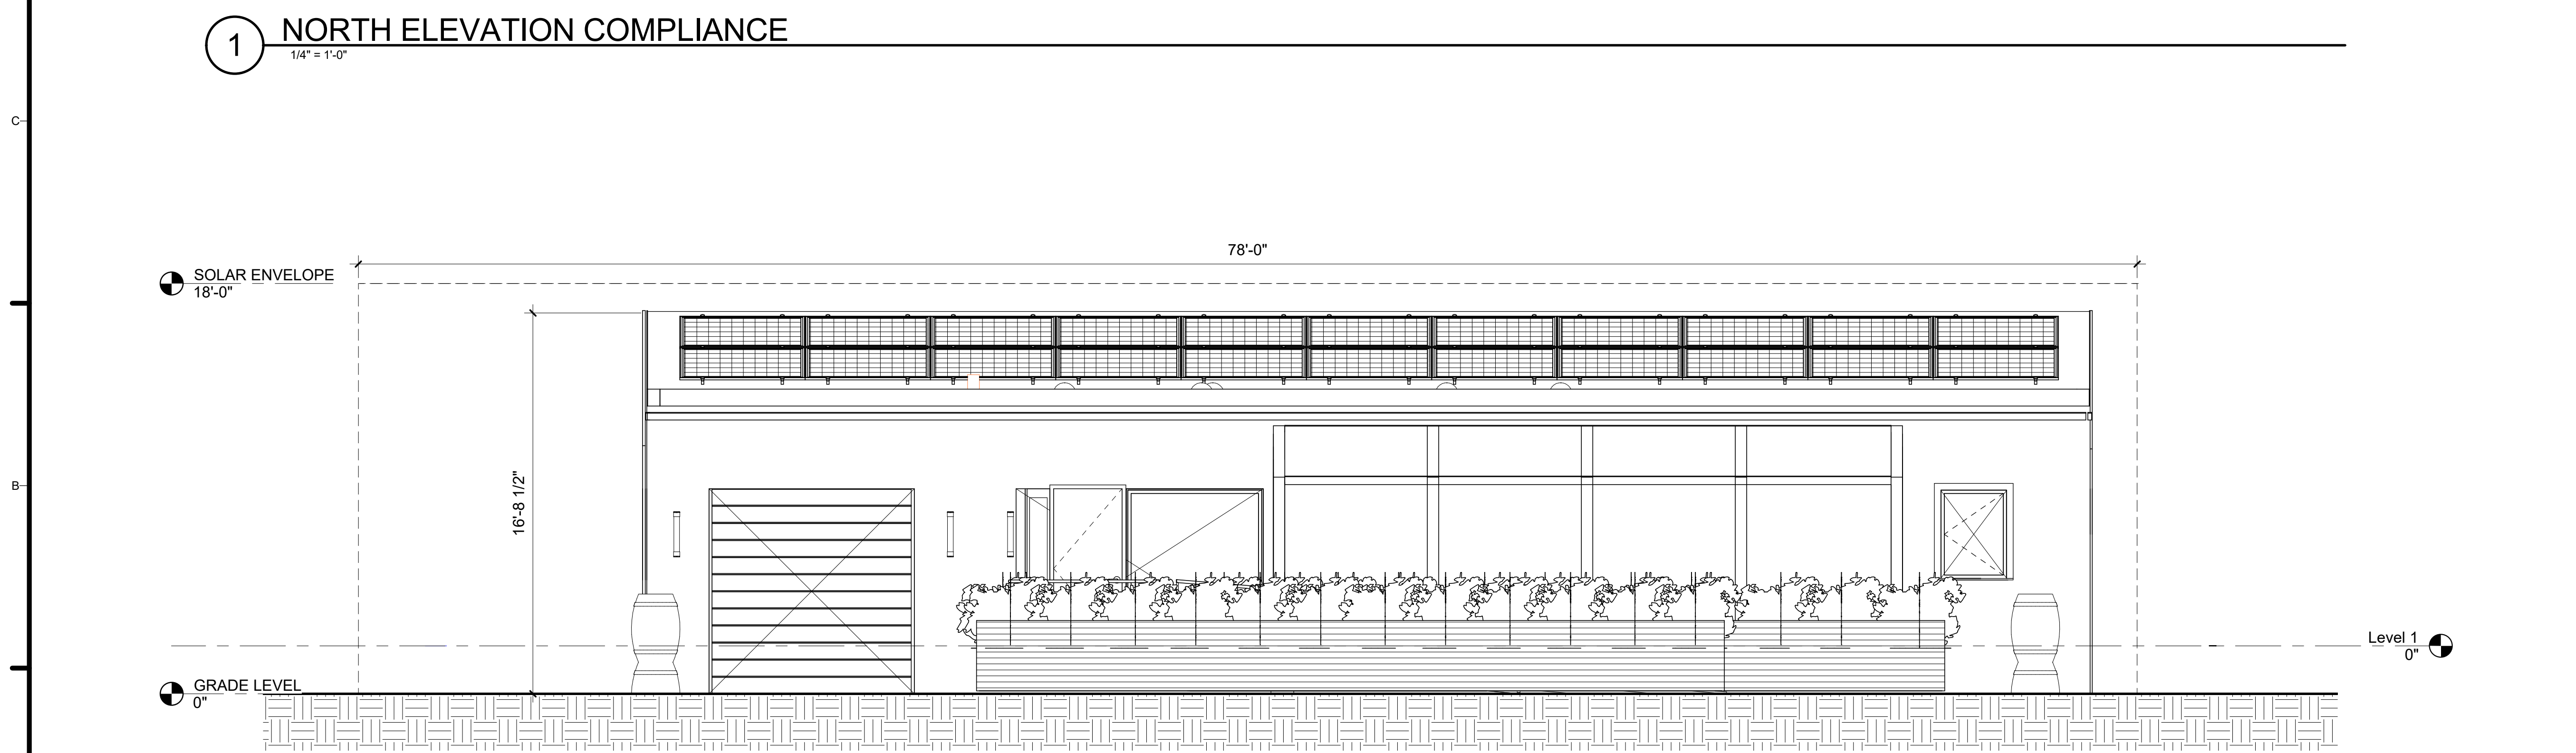 1
NORTH ELEVATION COMPLIANCE
1/4" = 1'-0"
C
78'-0"
SOLAR ENVELOPE
18'-0"
16'-8 1/2"
B
Level 1
0"
GRADE LEVEL
0"